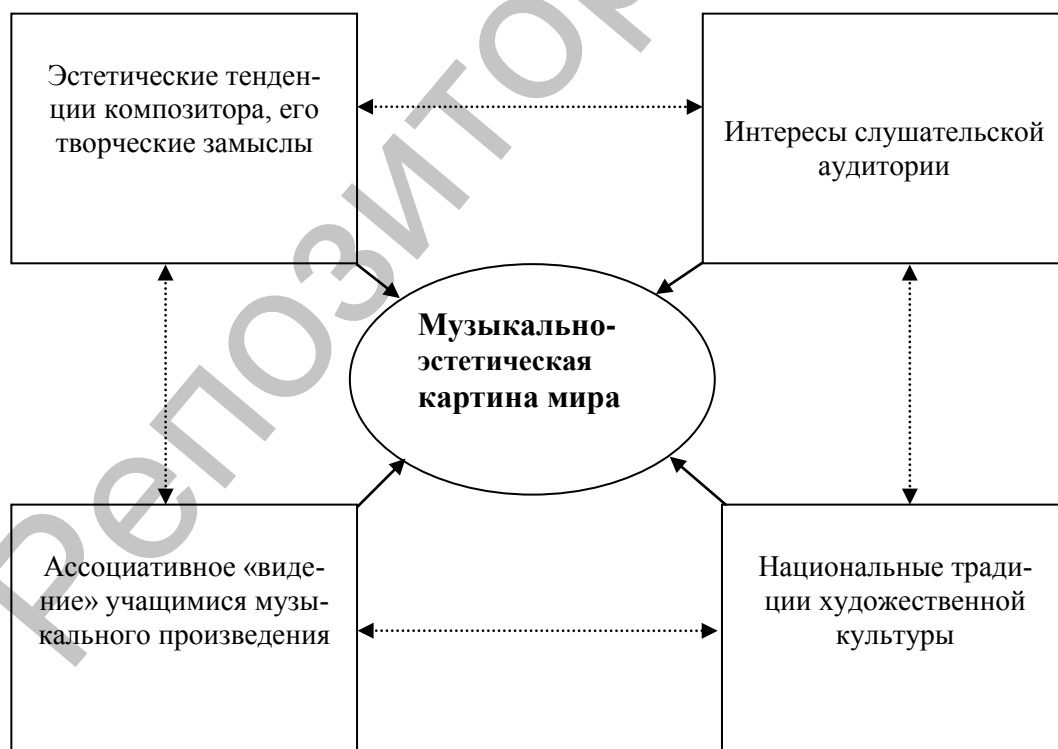 Эстетические тенден-
ции композитора, его
творческие замыслы
Интересы слушательской
аудитории
Музыкально-
эстетическая
картина мира
Ассоциативное «виде-
ние» учащимися музы-
кального произведения
Национальные тради-
ции художественной
культуры
Репозитор